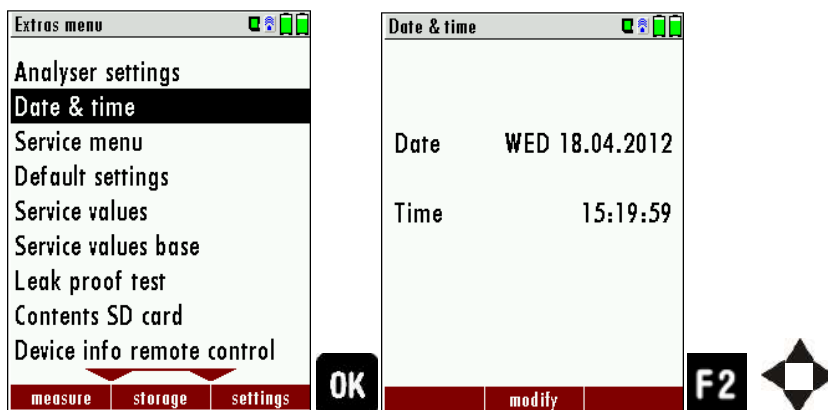 Extras menu
Analyser settings
Date & time
Service menu
Default settings
Service values
Service values base
Leak proof test
Contents SD card
Device info remote control
measure storage settings
OK
Date & time
Date WED 18.04.2012
Time 15:19:59
modify
F2